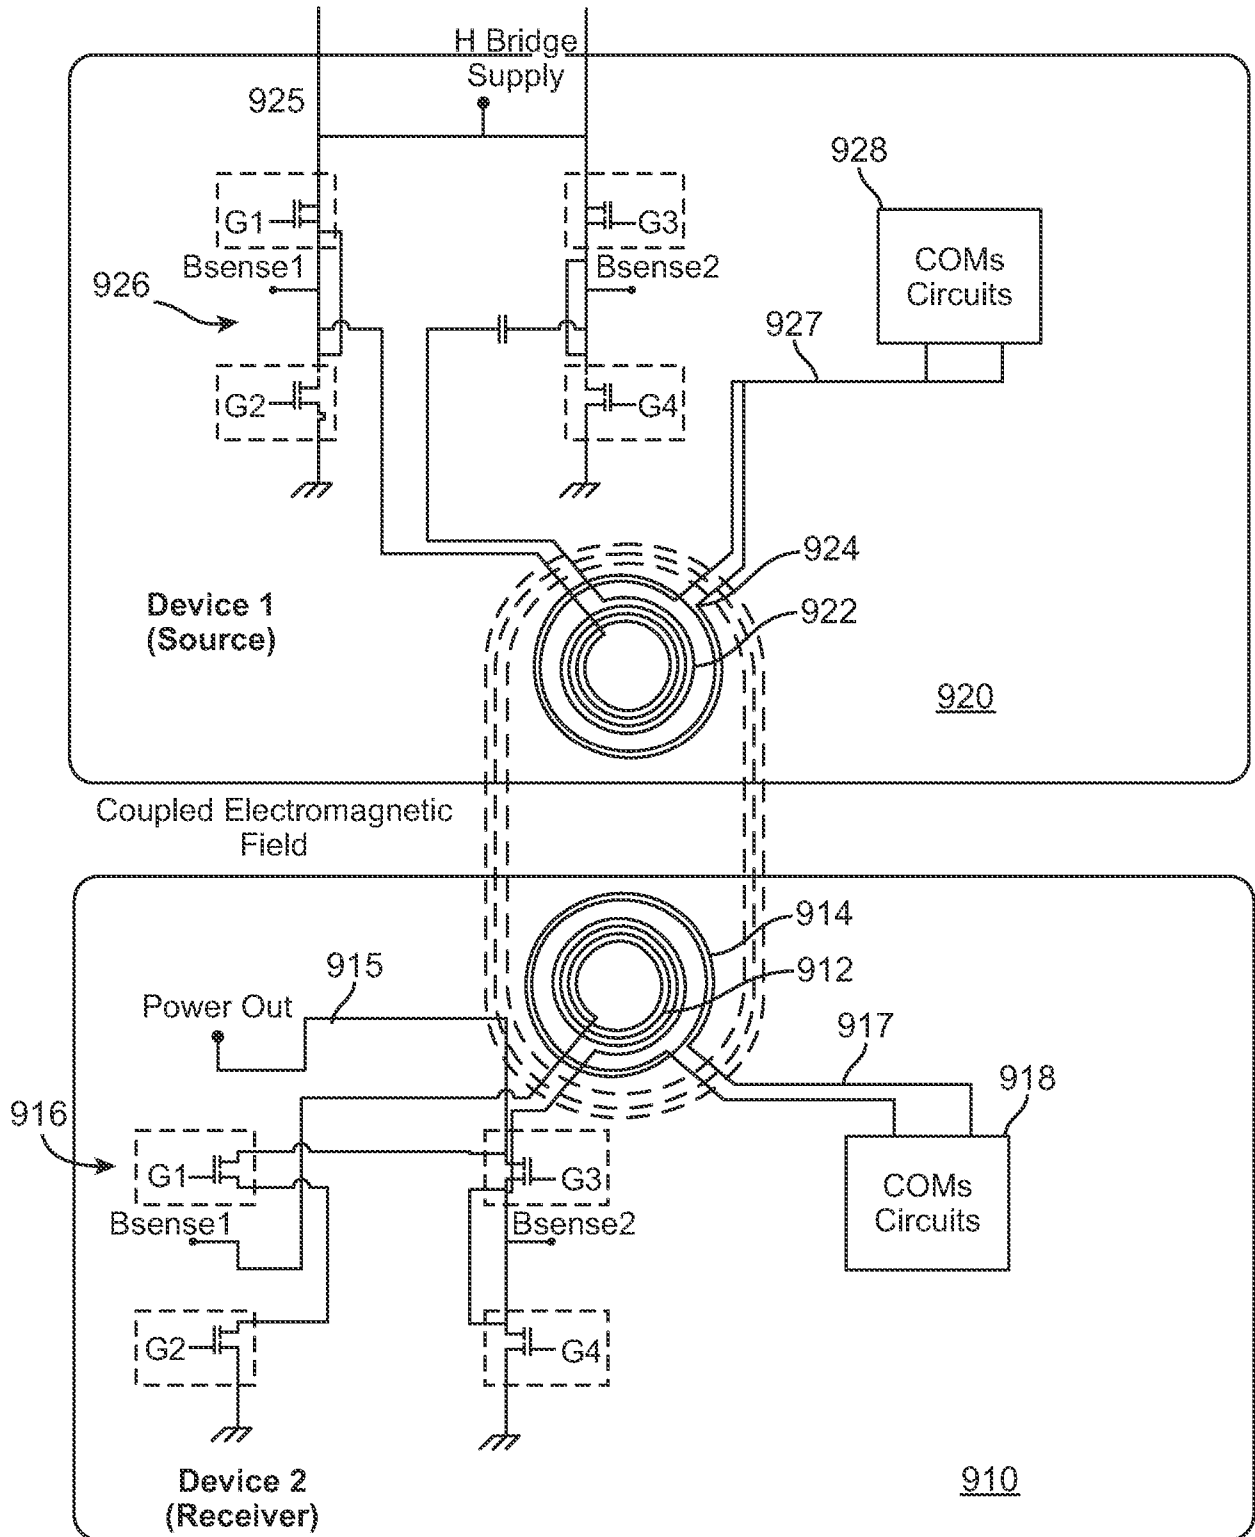 H Bridge
Supply
925
928
G1
G3
COMs
Circuits
Bsense1
Bsense2
926
927
G2
G4
924
922
Device 1
(Source)
920
Coupled Electromagnetic
Field
914
912
915
Power Out
917
918
916
G1
G3
COMs
Circuits
Bsense1
Bsense2
G2
G4
Device 2
(Receiver)
910